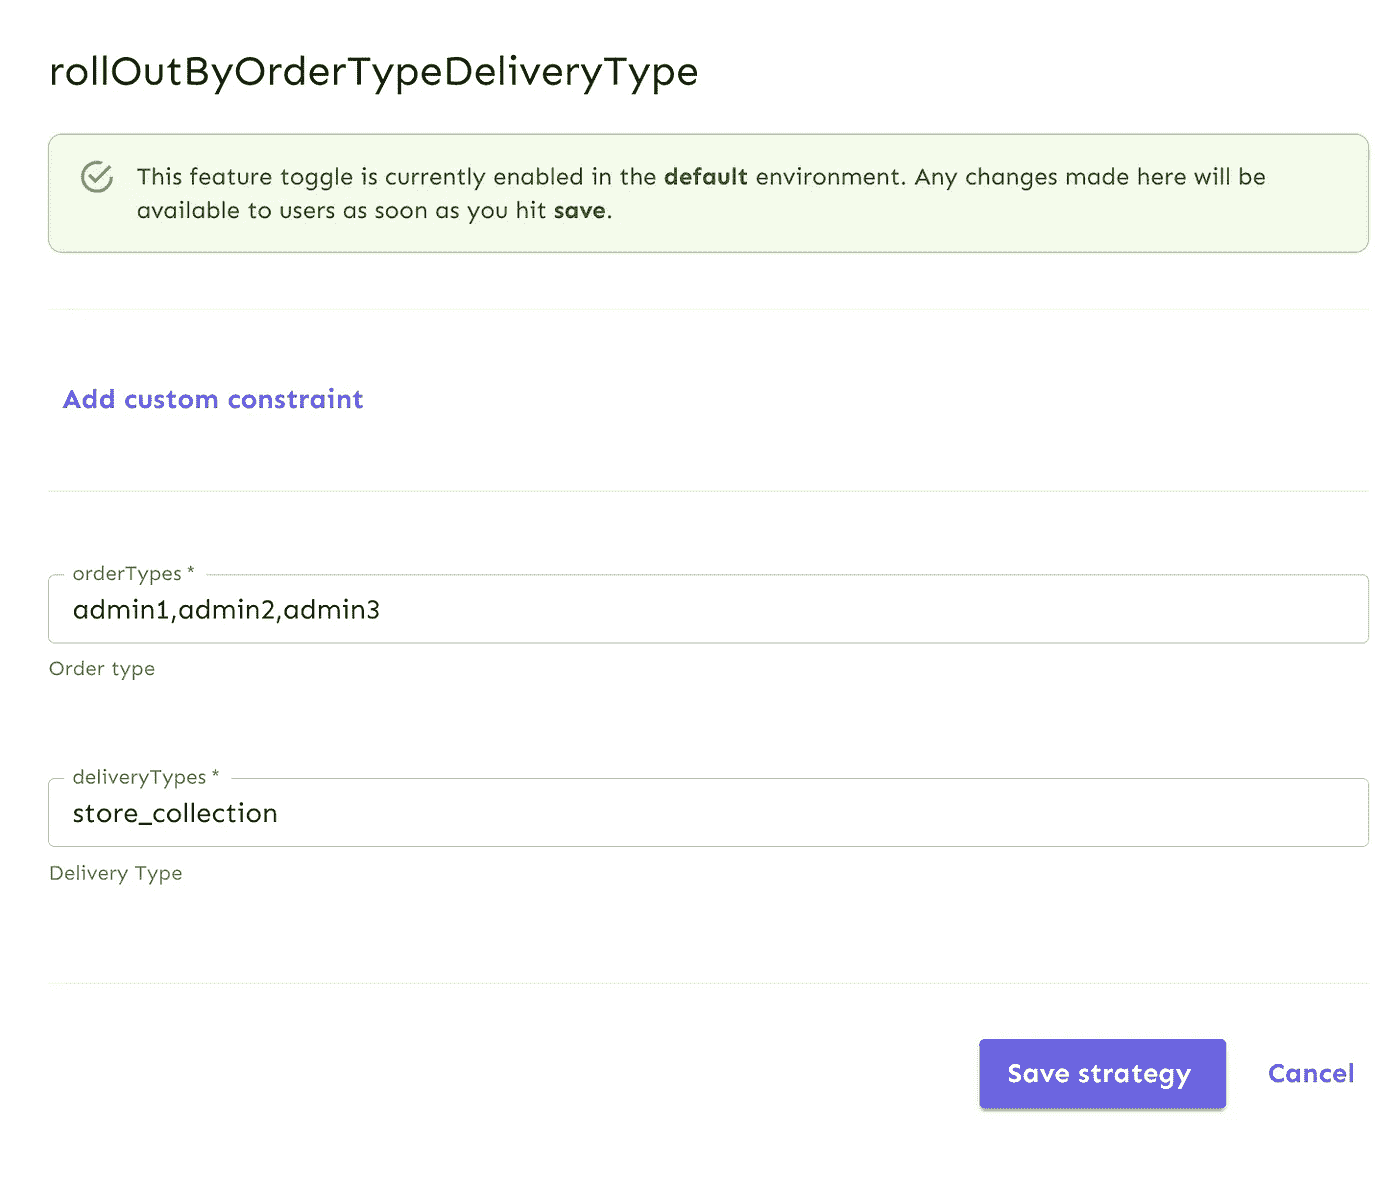 rollOutByOrderTypeDeliveryType
This feature toggle is currently enabled in the default environment. Any changes made here will be
available to users as soon as you hit save.
Add custom constraint
orderTypes *
admin1,admin2,admin3
Order type
deliveryTypes *
store_collection
Delivery Type
Save strategy
Cancel